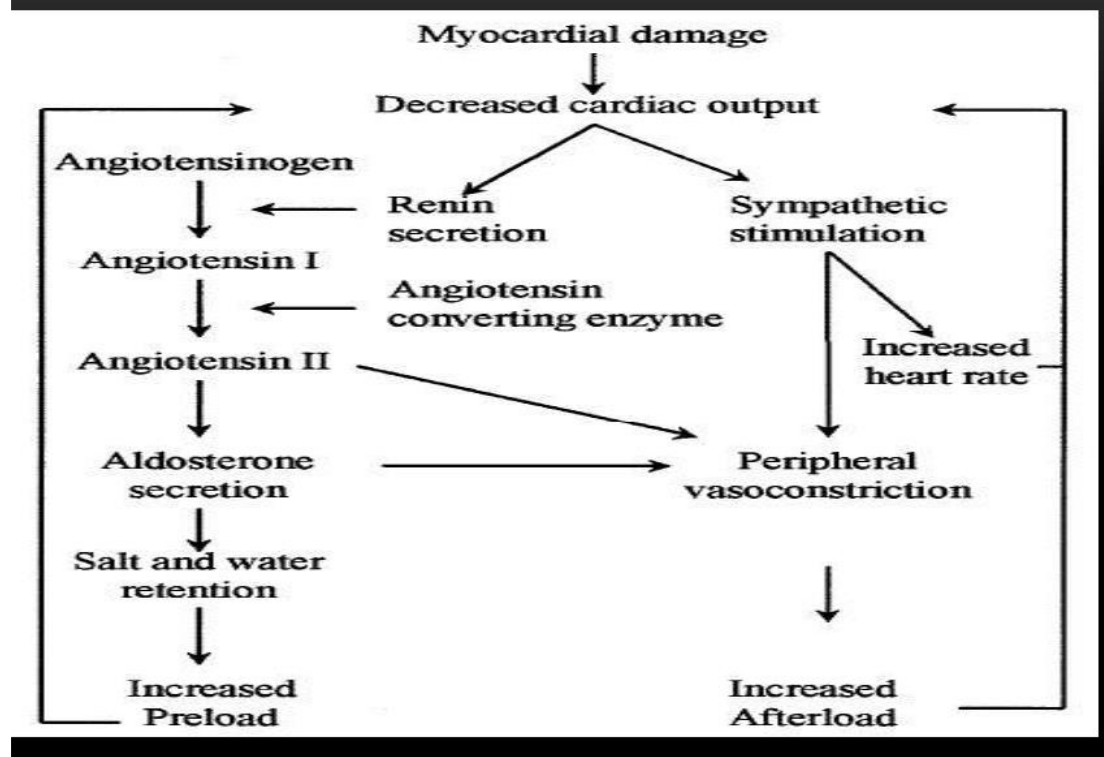 Myocardial damage
Decreased cardiac output
Angiotensinogen
Renin
secretion
Sympathetic
stimulation
Angiotensin I
Angiotensin
converting enzyme
Angiotensin II
Increased
heart rate
Aldosterone
secretion
Peripheral
vasoconstriction
Salt and water
retention
Increased
Preload
Increased
Afterload